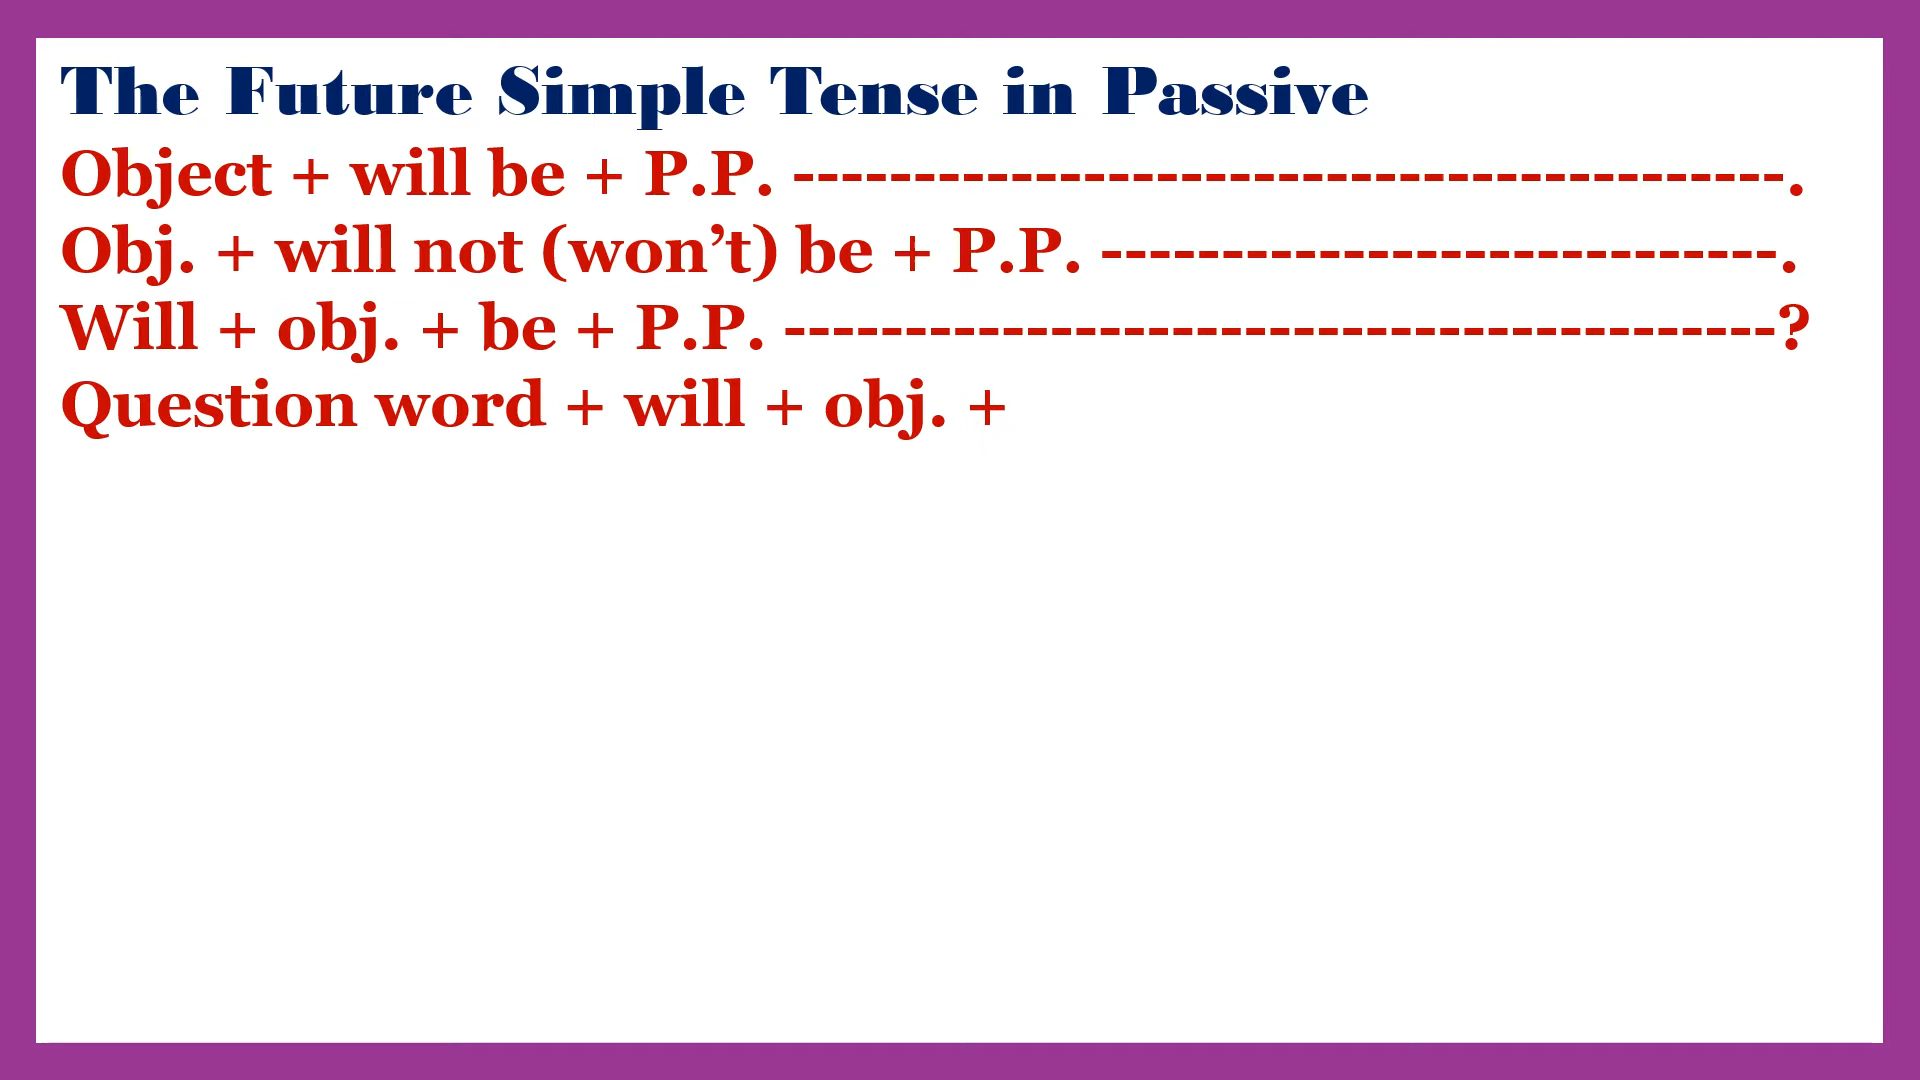 The Future Simple Tense in Passive
Object + will be + P.P. -----------------------------------------.
Obj. + will not (won’t) be + P.P. ----------------------------.
Will + obj. + be + P.P. -----------------------------------------?
Question word + will + obj. +